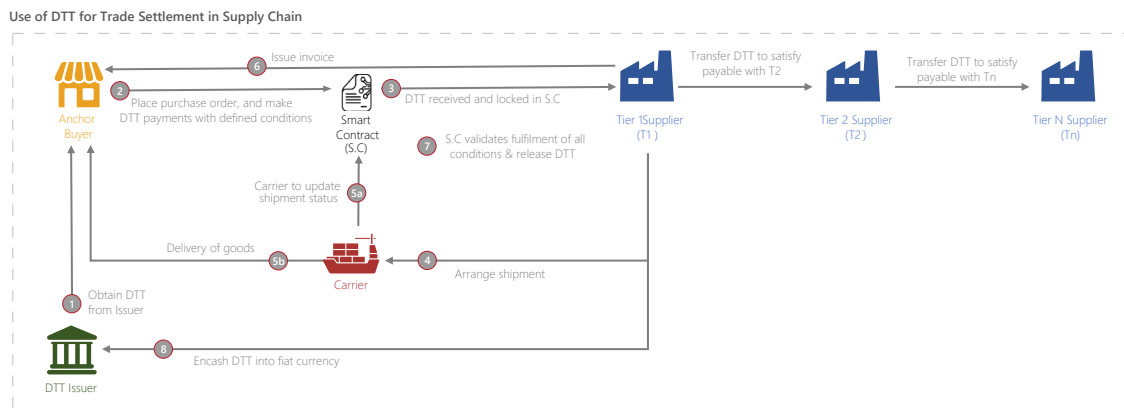 Use of DTT for Trade Settlement in Supply Chain
6
Issue invoice
2
Place purchase order, and make
DTT payments with defined conditions
Anchor
Buyer
Smart
Contract
(S.C)
3
DTT received and locked in S.C
Tier 1Supplier
(T1 )
Transfer DTT to satisfy
payable with T2
Tier 2 Supplier
(T2 )
Transfer DTT to satisfy
payable with Tn
Tier N Supplier
(Tn)
7
S.C validates fulfilment of all
conditions & release DTT
Carrier to update
shipment status
5a
Delivery of goods
5b
Carrier
4
Arrange shipment
1
Obtain DTT
from Issuer
8
Encash DTT into fiat currency
DTT Issuer